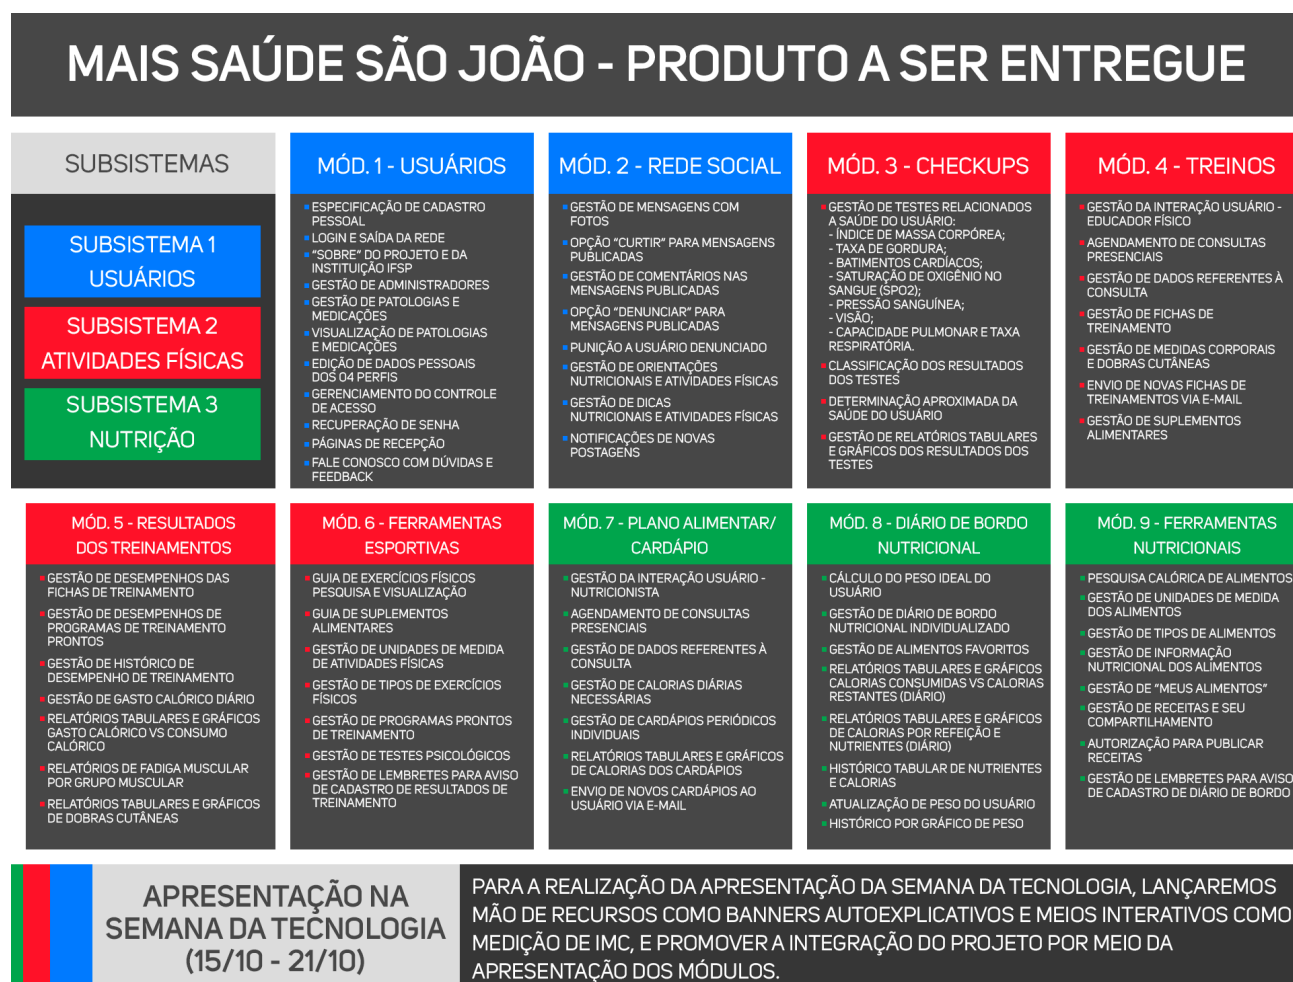 MAIS SAÚDE SÃO JOÃO - PRODUTO A SER ENTREGUE
SUBSISTEMAS
SUBSISTEMA 1
USUÁRIOS
SUBSISTEMA 2
ATIVIDADES FÍSICAS
SUBSISTEMA 3
NUTRIÇÃO
MÓD. 1 - USUÁRIOS
ESPECIFICAÇÃO DE CADASTRO
PESSOAL
LOGIN E SAÍDA DA REDE
“SOBRE” DO PROJETO E DA
INSTITUIÇÃO IFSP
GESTÃO DE ADMINISTRADORES
GESTÃO DE PATOLOGIAS E
MEDICAÇÕES
VISUALIZAÇÃO DE PATOLOGIAS
E MEDICAÇÕES
EDIÇÃO DE DADOS PESSOAIS
DOS 04 PERFIS
GERENCIAMENTO DO CONTROLE
DE ACESSO
RECUPERAÇÃO DE SENHA
PÁGINAS DE RECEPÇÃO
FALE CONOSCO COM DÚVIDAS E
FEEDBACK
MÓD. 2 - REDE SOCIAL
GESTÃO DE MENSAGENS COM
FOTOS
OPÇÃO “CURTIR” PARA MENSAGENS
PUBLICADAS
GESTÃO DE COMENTÁRIOS NAS
MENSAGENS PUBLICADAS
OPÇÃO “DENUNCIAR” PARA
MENSAGENS PUBLICADAS
PUNIÇÃO A USUÁRIO DENUNCIADO
GESTÃO DE ORIENTAÇÕES
NUTRICIONAIS E ATIVIDADES FÍSICAS
GESTÃO DE DICAS
NUTRICIONAIS E ATIVIDADES FÍSICAS
NOTIFICAÇÕES DE NOVAS
POSTAGENS
MÓD. 3 - CHECKUPS
GESTÃO DE TESTES RELACIONADOS
A SAÚDE DO USUÁRIO:
- ÍNDICE DE MASSA CORPÓREA;
- TAXA DE GORDURA;
- BATIMENTOS CARDÍACOS;
- SATURAÇÃO DE OXIGÊNIO NO
SANGUE (SPO2);
- PRESSÃO SANGUÍNEA;
- VISÃO;
- CAPACIDADE PULMONAR E TAXA
RESPIRATÓRIA.
CLASSIFICAÇÃO DOS RESULTADOS
DOS TESTES
DETERMINAÇÃO APROXIMADA DA
SAÚDE DO USUÁRIO
GESTÃO DE RELATÓRIOS TABULARES
E GRÁFICOS DOS RESULTADOS DOS
TESTES
MÓD. 4 - TREINOS
GESTÃO DA INTERAÇÃO USUÁRIO -
EDUCADOR FÍSICO
AGENDAMENTO DE CONSULTAS
PRESENCIAIS
GESTÃO DE DADOS REFERENTES À
CONSULTA
GESTÃO DE FICHAS DE
TREINAMENTO
GESTÃO DE MEDIDAS CORPORAIS
E DOBRAS CUTÂNEAS
ENVIO DE NOVAS FICHAS DE
TREINAMENTOS VIA E-MAIL
GESTÃO DE SUPLEMENTOS
ALIMENTARES
MÓD. 5 - RESULTADOS
DOS TREINAMENTOS
GESTÃO DE DESEMPENHOS DAS
FICHAS DE TREINAMENTO
GESTÃO DE DESEMPENHOS DE
PROGRAMAS DE TREINAMENTO
PRONTOS
GESTÃO DE HISTÓRICO DE
DESEMPENHO DE TREINAMENTO
GESTÃO DE GASTO CALÓRICO DIÁRIO
RELATÓRIOS TABULARES E GRÁFICOS
GASTO CALÓRICO VS CONSUMO
CALÓRICO
RELATÓRIOS DE FADIGA MUSCULAR
POR GRUPO MUSCULAR
RELATÓRIOS TABULARES E GRÁFICOS
DE DOBRAS CUTÂNEAS
MÓD. 6 - FERRAMENTAS
ESPORTIVAS
GUIA DE EXERCÍCIOS FÍSICOS
PESQUISA E VISUALIZAÇÃO
GUIA DE SUPLEMENTOS
ALIMENTARES
GESTÃO DE UNIDADES DE MEDIDA
DE ATIVIDADES FÍSICAS
GESTÃO DE TIPOS DE EXERCÍCIOS
FÍSICOS
GESTÃO DE PROGRAMAS PRONTOS
DE TREINAMENTO
GESTÃO DE TESTES PSICOLÓGICOS
GESTÃO DE LEMBRETES PARA AVISO
DE CADASTRO DE RESULTADOS DE
TREINAMENTO
MÓD. 7 - PLANO ALIMENTAR/
CARDÁPIO
GESTÃO DA INTERAÇÃO USUÁRIO -
NUTRICIONISTA
AGENDAMENTO DE CONSULTAS
PRESENCIAIS
GESTÃO DE DADOS REFERENTES À
CONSULTA
GESTÃO DE CALORIAS DIÁRIAS
NECESSÁRIAS
GESTÃO DE CARDÁPIOS PERIÓDICOS
INDIVIDUAIS
RELATÓRIOS TABULARES E GRÁFICOS
DE CALORIAS DOS CARDÁPIOS
ENVIO DE NOVOS CARDÁPIOS AO
USUÁRIO VIA E-MAIL
MÓD. 8 - DIÁRIO DE BORDO
NUTRICIONAL
CÁLCULO DO PESO IDEAL DO
USUÁRIO
GESTÃO DE DIÁRIO DE BORDO
NUTRICIONAL INDIVIDUALIZADO
GESTÃO DE ALIMENTOS FAVORITOS
RELATÓRIOS TABULARES E GRÁFICOS
CALORIAS CONSUMIDAS VS CALORIAS
RESTANTES (DIÁRIO)
RELATÓRIOS TABULARES E GRÁFICOS
DE CALORIAS POR REFEIÇÃO E
NUTRIENTES (DIÁRIO)
HISTÓRICO TABULAR DE NUTRIENTES
E CALORIAS
ATUALIZAÇÃO DE PESO DO USUÁRIO
HISTÓRICO POR GRÁFICO DE PESO
MÓD. 9 - FERRAMENTAS
NUTRICIONAIS
PESQUISA CALÓRICA DE ALIMENTOS
GESTÃO DE UNIDADES DE MEDIDA
DOS ALIMENTOS
GESTÃO DE TIPOS DE ALIMENTOS
GESTÃO DE INFORMAÇÃO
NUTRICIONAL DOS ALIMENTOS
GESTÃO DE “MEUS ALIMENTOS”
GESTÃO DE RECEITAS E SEU
COMPARTILHAMENTO
AUTORIZAÇÃO PARA PUBLICAR
RECEITAS
GESTÃO DE LEMBRETES PARA AVISO
DE CADASTRO DE DIÁRIO DE BORDO
APRESENTAÇÃO NA
SEMANA DA TECNOLOGIA
(15/10 - 21/10)
PARA A REALIZAÇÃO DA APRESENTAÇÃO DA SEMANA DA TECNOLOGIA, LANÇAREMOS
MÃO DE RECURSOS COMO BANNERS AUTOEXPLICATIVOS E MEIOS INTERATIVOS COMO
MEDIÇÃO DE IMC, E PROMOVER A INTEGRAÇÃO DO PROJETO POR MEIO DA
APRESENTAÇÃO DOS MÓDULOS.